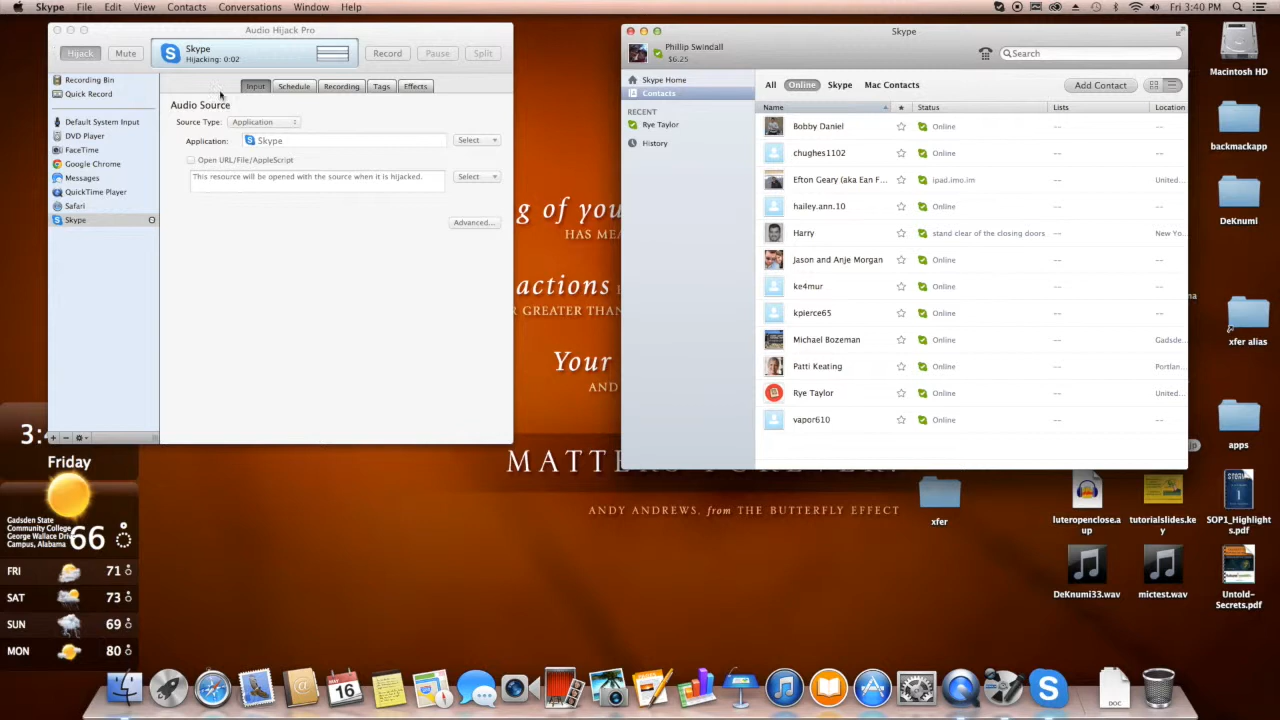 Skype File Edit View Contacts Conversations Window Help
Fri 3:40 PM
Audio Hijack Pro
Hijack
Mute
Skype
Hijacking: 0:02
Record
Pause
Split
Recording Bin
Quick Record
Default System Input
DVD Player
FaceTime
Google Chrome
Messages
QuickTime Player
Safari
Skype
Input Schedule Recording Tags Effects
Audio Source
Source Type: Application
Application: Skype Select
Open URL/File/AppleScript
This resource will be opened with the source when it is hijacked. Select
Advanced...
Skype
Phillip Swindall
$6.25
Search
Skype Home
Contacts
RECENT
Rye Taylor
History
All Online Skype Mac Contacts
Add Contact
Name Status Lists Location
Bobby Daniel Online --  --
chughes1102 Online -- --
Efton Geary (aka Ean F... ipad.imo.im -- United...
hailey.ann.10 Online -- --
Harry stand clear of the closing doors -- New Yo...
Jason and Anje Morgan Online -- --
ke4mur Online -- --
kpierce65 Online -- --
Michael Bozeman Online -- Gadsde...
Patti Keating Online -- Portlan...
Rye Taylor Online -- United...
vapor610 Online -- --
g of you
HAS MEA
actions
R GREATER THAN
Your
AND
MATT
ANDY ANDREWS, from THE BUTTERFLY EFFECT
Friday
Gadsden State
Community College,
George Wallace Driv
Campus, Alabama
66
FRI 71
SAT 73
SUN 69
MON 80
Macintosh HD
backmackapp
DeKnumi
xfer alias
apps
xfer
luteropenclose.a
up
tutorialslides.ke
y
SOP1_Highlight
s.pdf
DeKnumi33.wav
mictest.wav
Untold-
Secrets.pdf
MAY
16
DOC